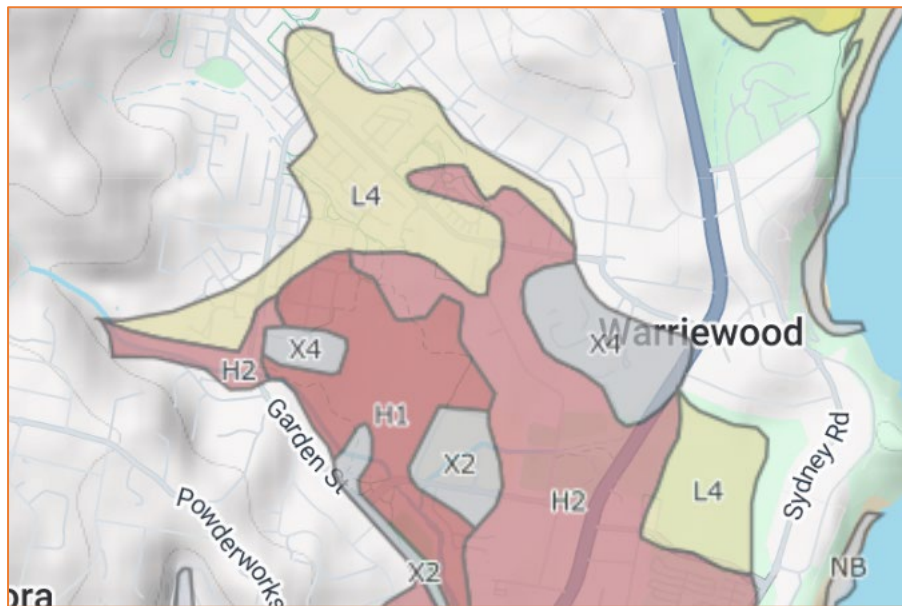 L4
X4
Warriewood
X4
H2
Garden St
H1
X2
H2
L4
Sydney Rd
Powderworks
X2
NB
ora